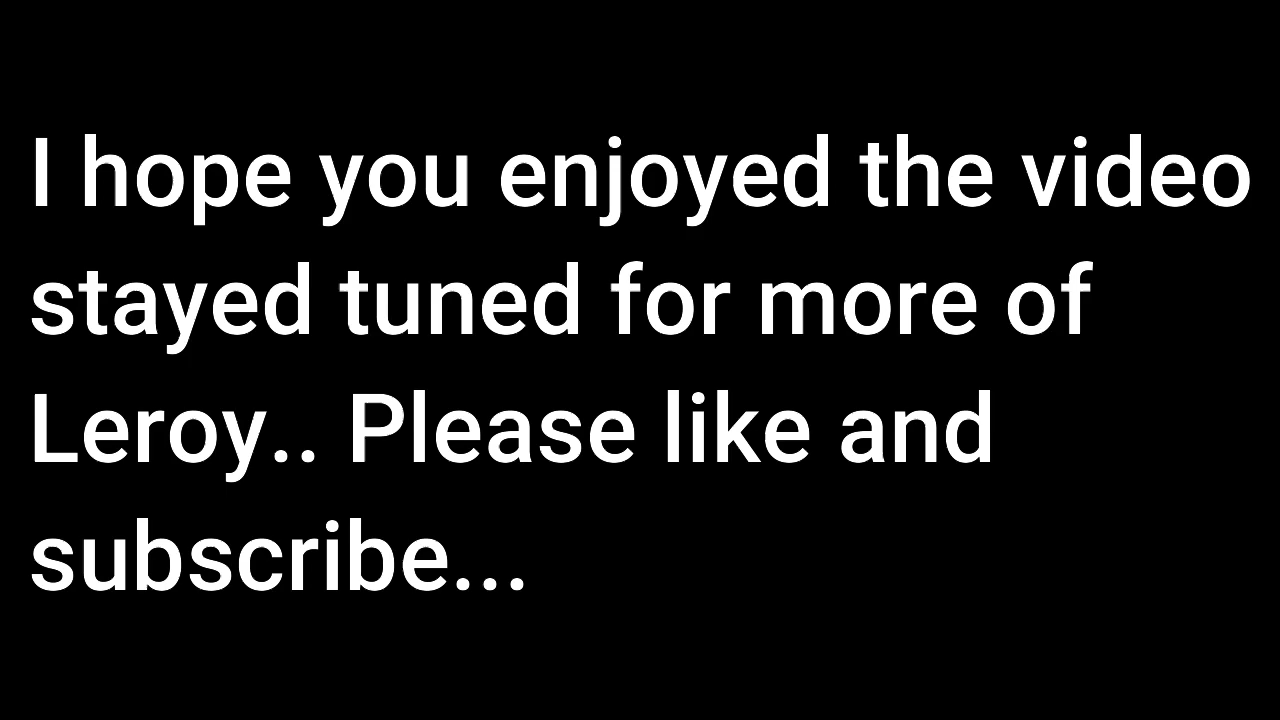 I hope you enjoyed the video
stayed tuned for more of
Leroy.. Please like and
subscribe...